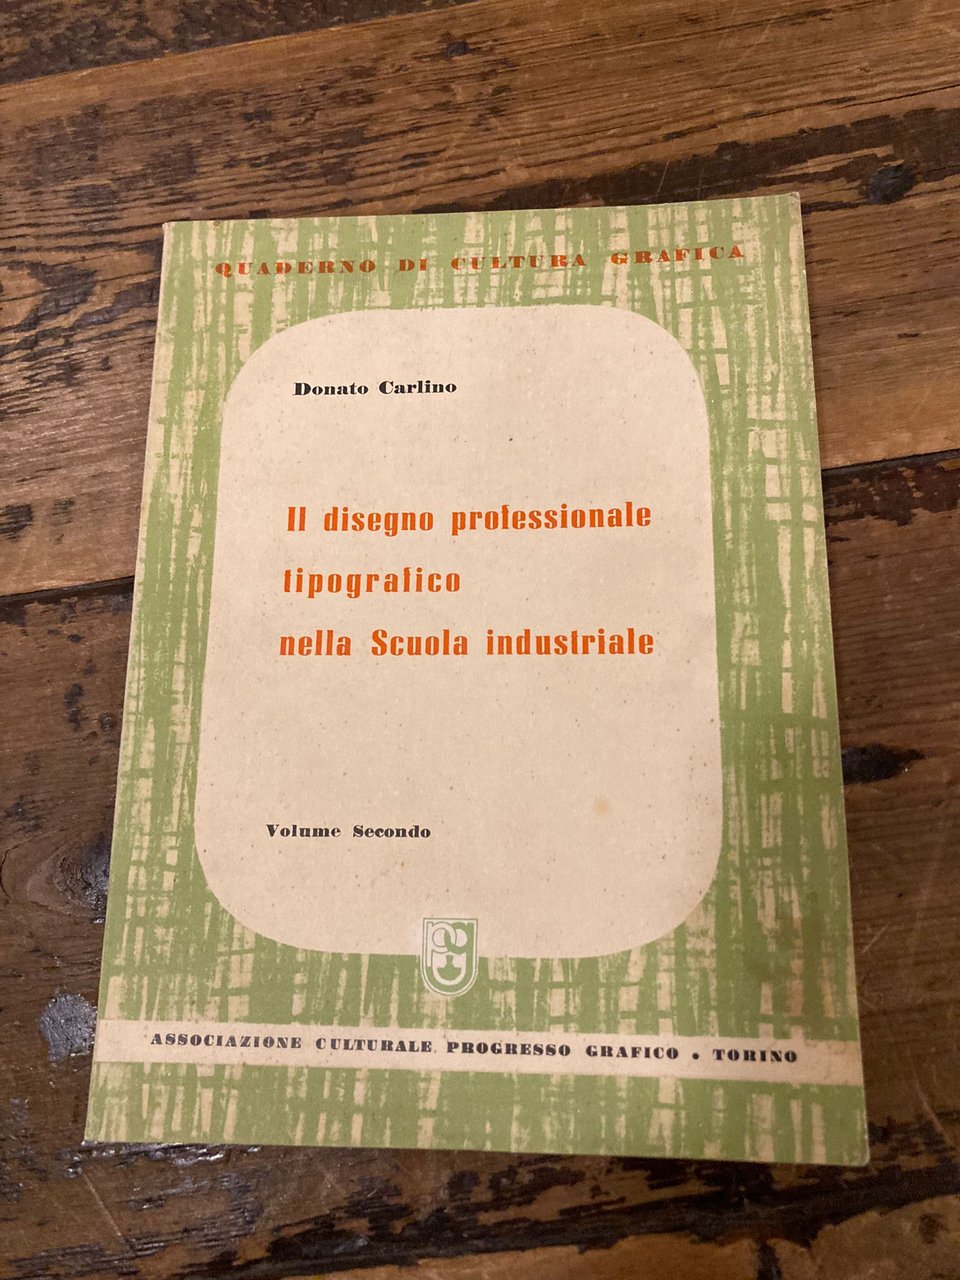 QUADERNO DI CULTURA GRAFICA
Donato Carlino
Il disegno professionale
tipografico
nella Scuola industriale
Volume Secondo
PG
ASSOCIAZIONE CULTURALE PROGRESSO GRAFICO • TORINO